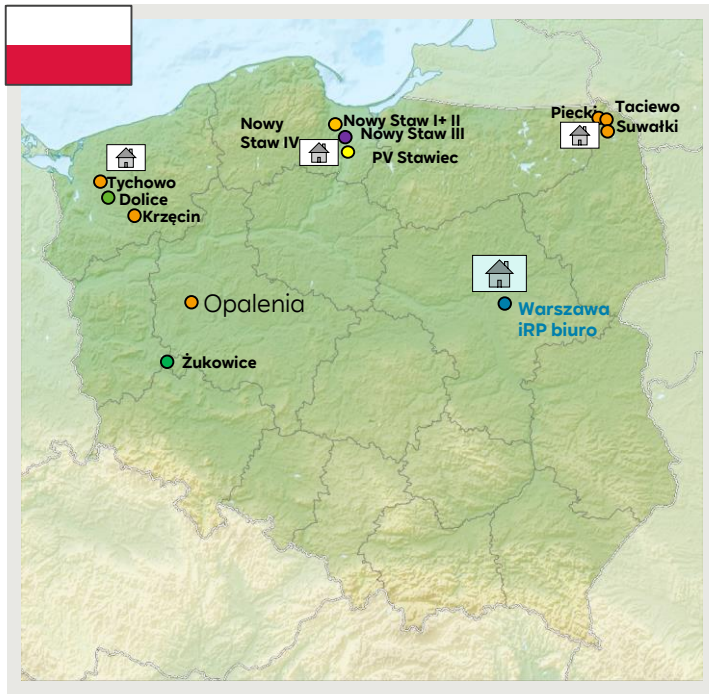 Nowy
Staw IV
Nowy Staw I+ II
Nowy Staw III
PV Stawiec
Piecki
Taciewo
Suwałki
Tychowo
Dolice
Krzęcin
Opalenia
Warszawa
iRP biuro
Żukowice